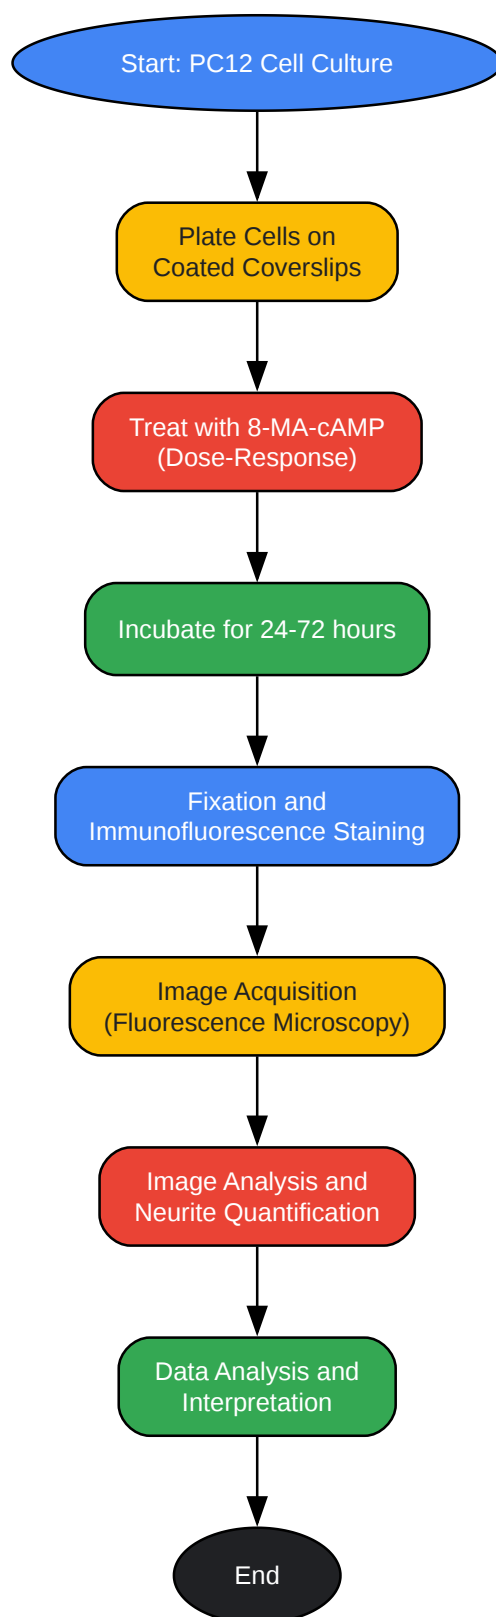 Start: PC12 Cell Culture
Plate Cells on
Coated Coverslips
Treat with 8-MA-cAMP
(Dose-Response)
Incubate for 24-72 hours
Fixation and
Immunofluorescence Staining
Image Acquisition
(Fluorescence Microscopy)
Image Analysis and
Neurite Quantification
Data Analysis and
Interpretation
End